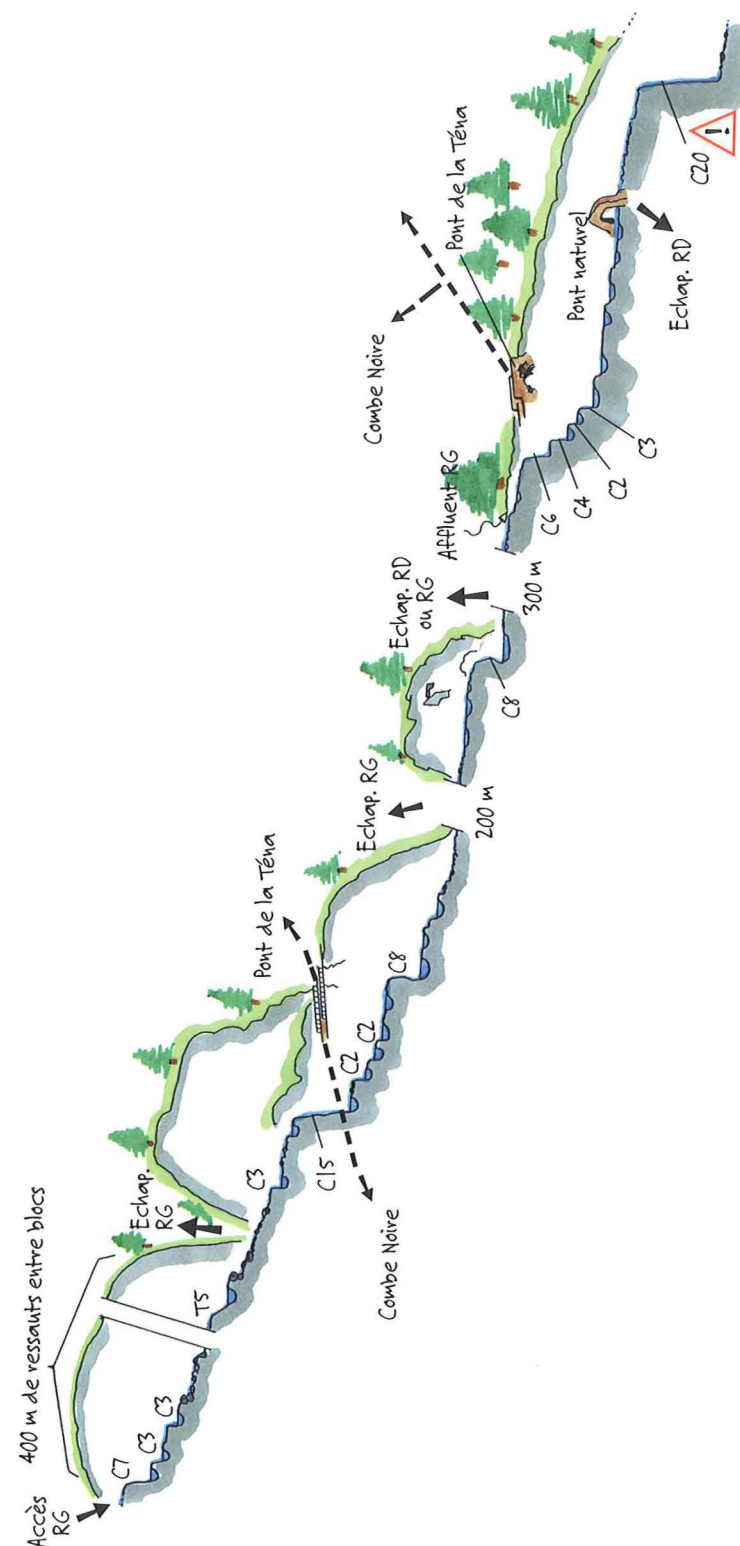 Accès
RG
400 m de ressauts entre blocs
C7
C3
C3
T5
Echap.
RG
C3
C15
Combe Noire
Pont de la Téna
C2
C2
C8
Echap. RG
200 m
C8
Echap. RD
ou RG
300 m
Affluent RG
C6
C4
C2
C3
Combe Noire
Pont de la Téna
Pont naturel
Echap. RD
C20
!